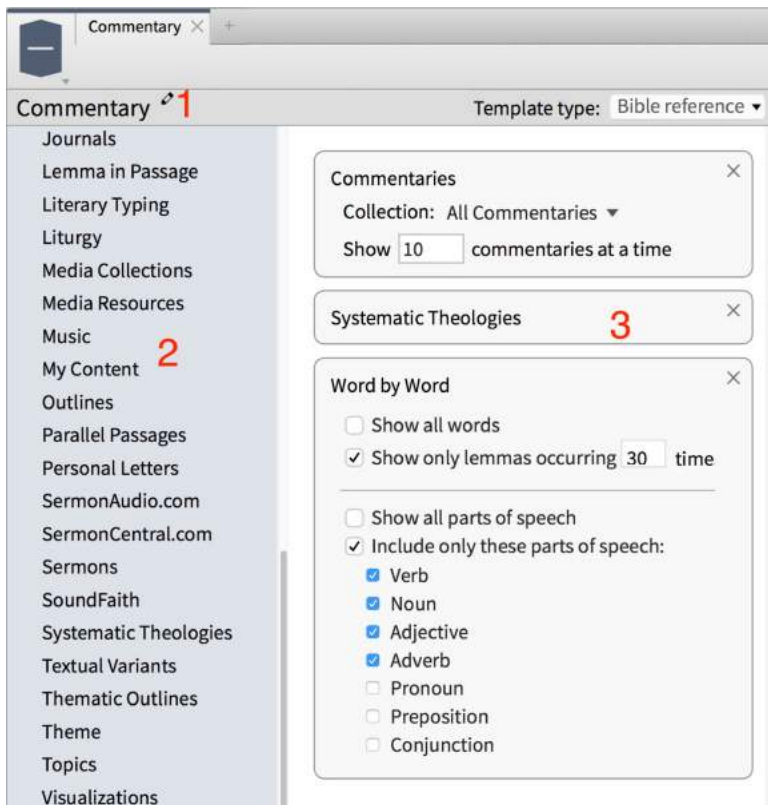 Commentary
Commentary 1
Template type: Bible reference
Journals
Lemma in Passage
Literary Typing
Liturgy
Media Collections
Media Resources
Music
2
My Content
Outlines
Parallel Passages
Personal Letters
SermonAudio.com
SermonCentral.com
Sermons
SoundFaith
Systematic Theologies
Textual Variants
Thematic Outlines
Theme
Topics
Visualizations
Commentaries
Collection: All Commentaries
Show 10 commentaries at a time
Systematic Theologies 3
Word by Word
Show all words
Show only lemmas occurring 30 time
Show all parts of speech
Include only these parts of speech:
Verb
Noun
Adjective
Adverb
Pronoun
Preposition
Conjunction